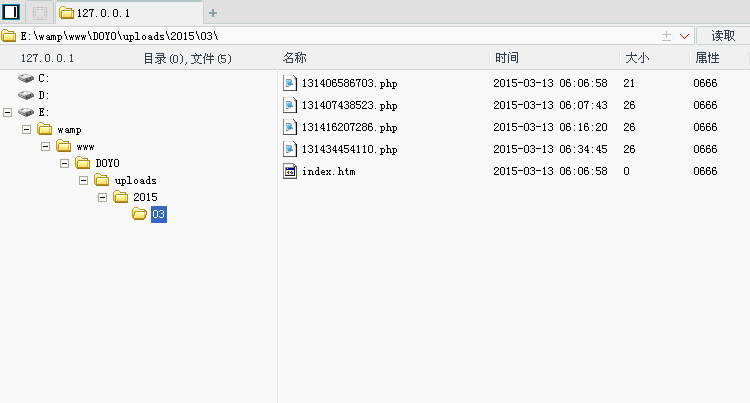 127.0.0.1
E:\wamp\www\DOYO\uploads\2015\03\ 读取
127.0.0.1 目录(0),文件(5) 名称 时间 大小 属性
C:
D:
E:
wamp
www
DOYO
uploads
2015
03
131406586703.php 2015-03-13 06:06:58 21 0666
131407438523.php 2015-03-13 06:07:43 26 0666
131416207286.php 2015-03-13 06:16:20 26 0666
131434454110.php 2015-03-13 06:34:45 26 0666
index.htm 2015-03-13 06:06:58 0 0666